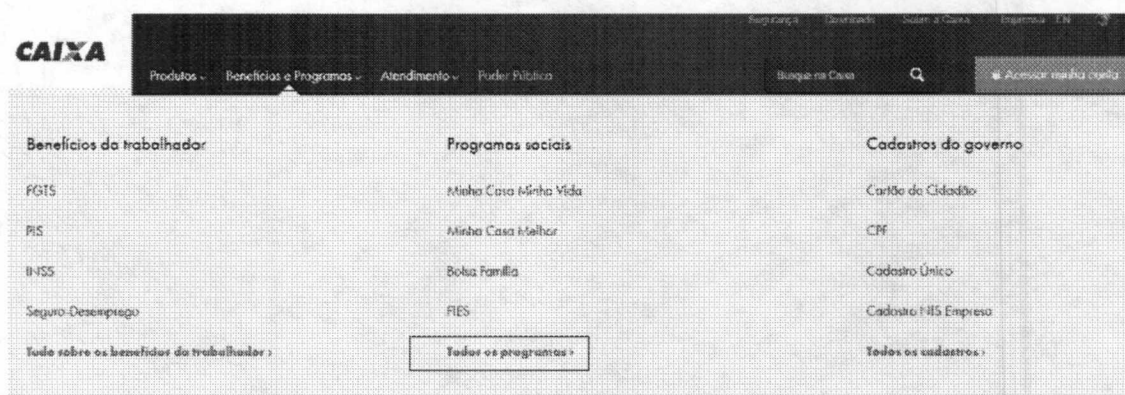 Segurança Downloads Sobre a Caixa Imprensa EN
CAIXA
Produtos Benefícios e Programas Atendimento Poder Público Busque na Caixa Acessar minha conta
Benefícios do trabalhador Programas sociais Cadastros do governo
FGTS Minha Casa Minha Vida Cartão do Cidadão
PIS Minha Casa Melhor CPF
INSS Bolsa Família Cadastro Único
Seguro-Desemprego FIES Cadastro NIS Empresa
Tudo sobre os benefícios do trabalhador › Todos os programas › Todos os cadastros ›